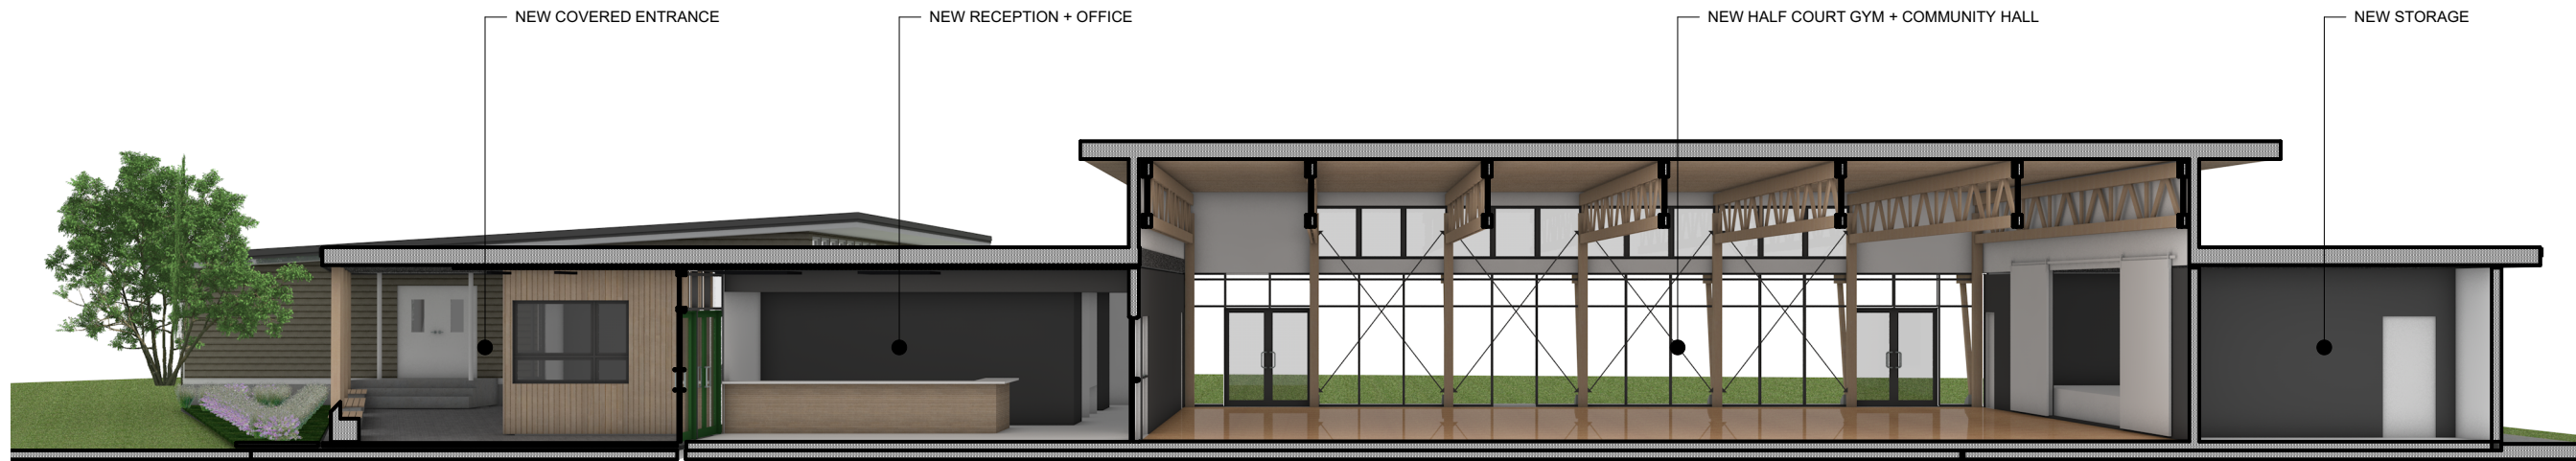 NEW COVERED ENTRANCE
NEW RECEPTION + OFFICE
NEW HALF COURT GYM + COMMUNITY HALL
NEW STORAGE